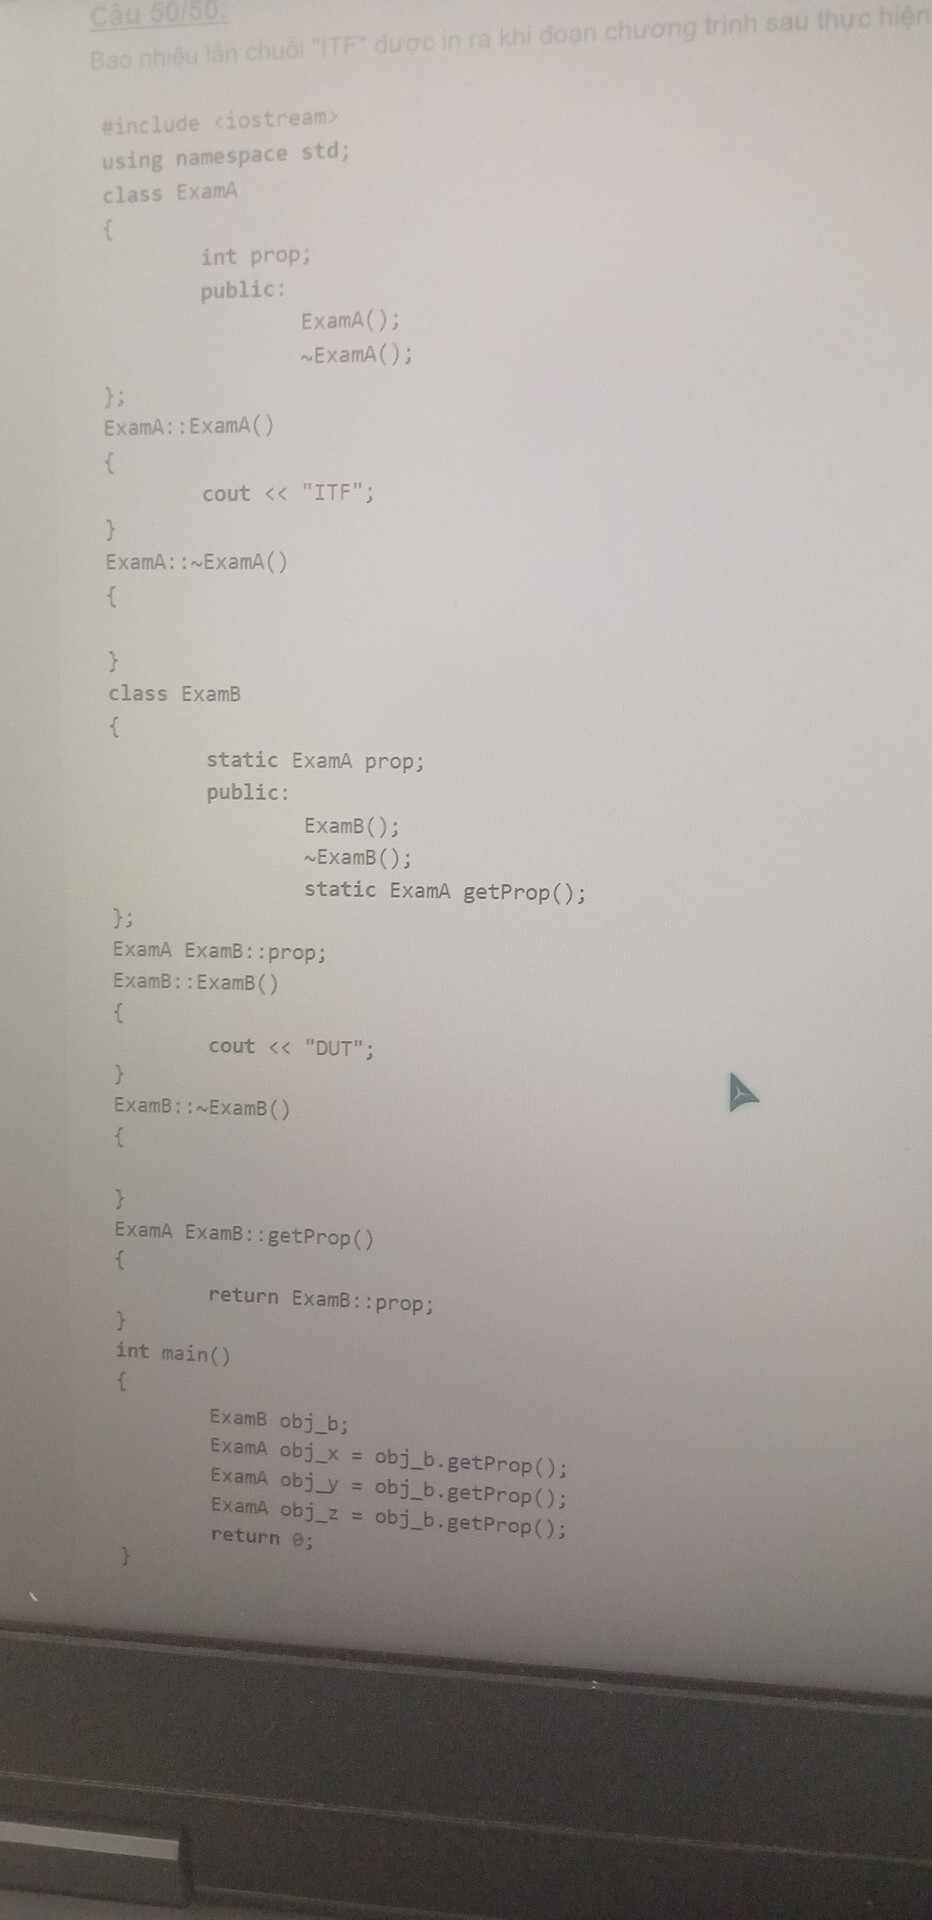 Câu 50/50:
Bao nhiêu lần chuỗi "ITF" được in ra khi đoạn chương trình sau thực hiện
#include <iostream>
using namespace std;
class ExamA
{
int prop;
public:
ExamA();
~ExamA();
};
ExamA::ExamA()
{
cout << "ITF";
}
ExamA::~ExamA()
{
}
class ExamB
{
static ExamA prop;
public:
ExamB();
~ExamB();
static ExamA getProp();
};
ExamA ExamB::prop;
ExamB::ExamB()
{
cout << "DUT";
}
ExamB::~ExamB()
{
}
ExamA ExamB::getProp()
{
return ExamB::prop;
}
int main()
{
ExamB obj_b;
ExamA obj_x = obj_b.getProp();
ExamA obj_y = obj_b.getProp();
ExamA obj_z = obj_b.getProp();
return 0;
}